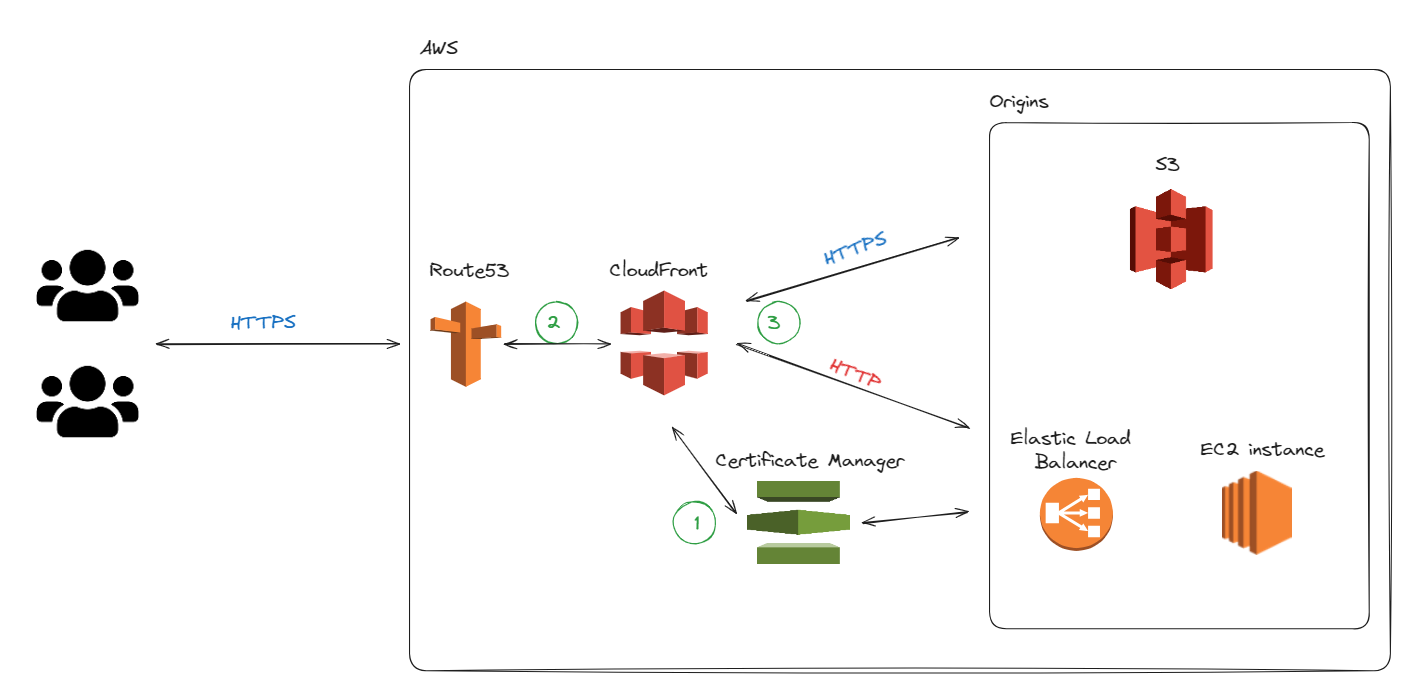 AWS
Origins
S3
HTTPS
Route53
CloudFront
HTTPS
2
3
HTTP
Elastic Load
Balancer
EC2 instance
Certificate Manager
1